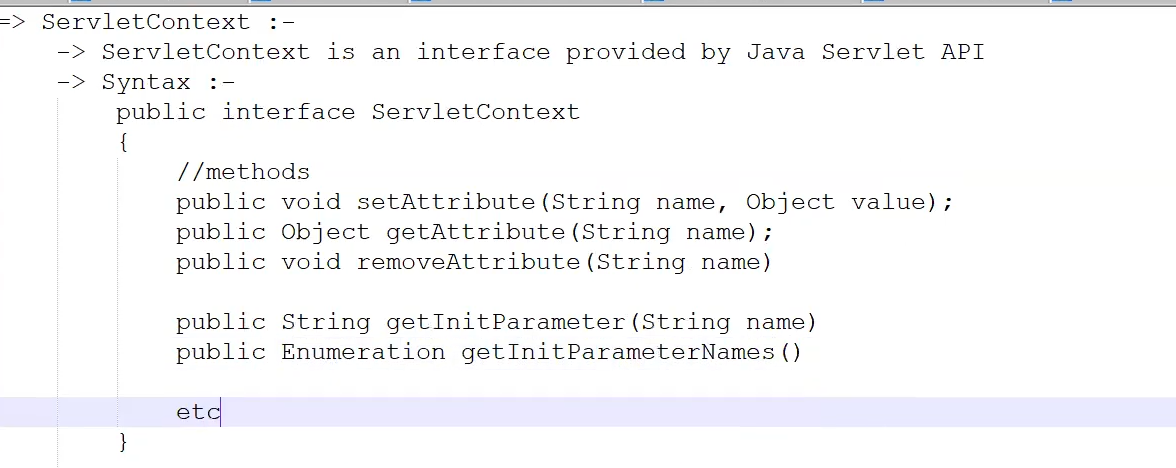 => ServletContext :-
-> ServletContext is an interface provided by Java Servlet API
-> Syntax :-
public interface ServletContext
{
//methods
public void setAttribute(String name, Object value);
public Object getAttribute(String name);
public void removeAttribute(String name)
public String getInitParameter(String name)
public Enumeration getInitParameterNames()
etc
}